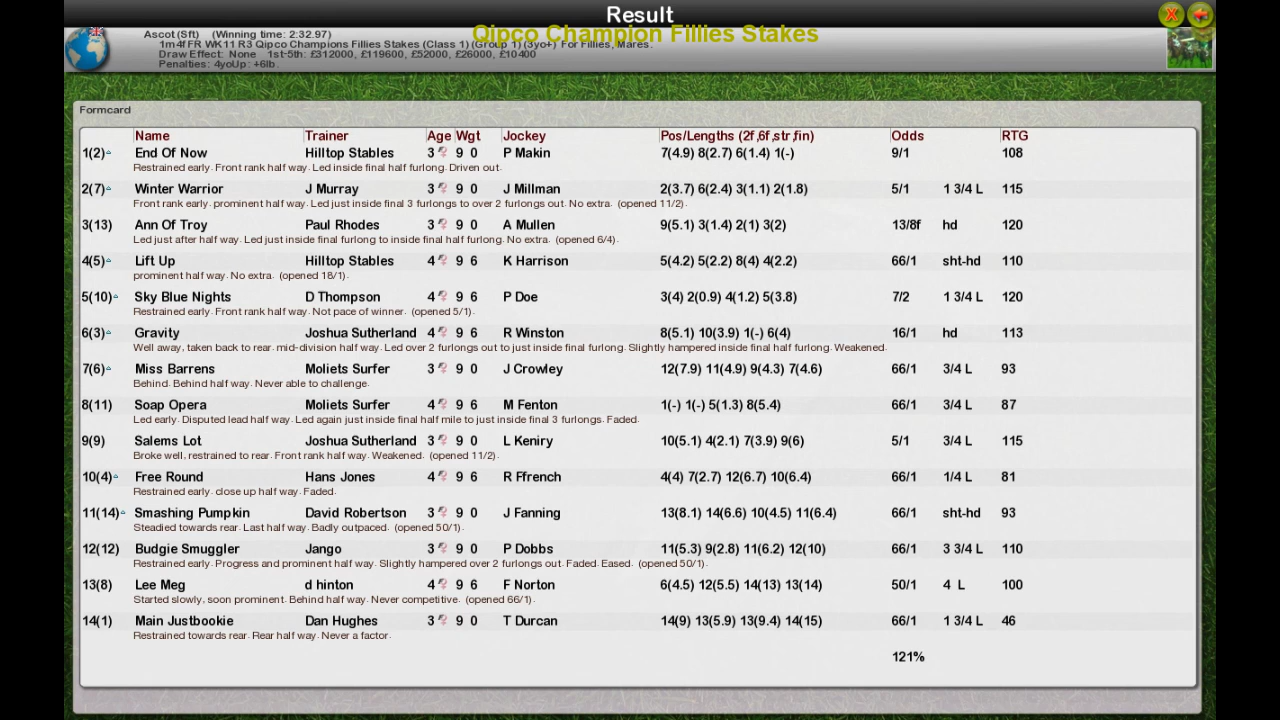 Result
Qipco Champion Fillies Stakes
Ascot (Sft) (Winning time: 2:32.97)
1m4f FR WK11 R3 Qipco Champions Fillies Stakes (Class 1) (Group 1) (3yo+) For Fillies, Mares.
Draw Effect: None 1st-5th: £312000, £119600, £52000, £26000, £10400
Penalties: 4yoUp: +6lb.
Formcard
Name Trainer Age Wgt Jockey Pos/Lengths (2f,6f,str,fin) Odds RTG
1(2) End Of Now Hilltop Stables 3 9 0 P Makin 7(4.9) 8(2.7) 6(1.4) 1(-) 9/1 108
Restrained early. Front rank half way. Led inside final half furlong. Driven out.
2(7) Winter Warrior J Murray 3 9 0 J Millman 2(3.7) 6(2.4) 3(1.1) 2(1.8) 5/1 1 3/4 L 115
Front rank early. prominent half way. Led just inside final 3 furlongs to over 2 furlongs out. No extra. (opened 11/2).
3(13) Ann Of Troy Paul Rhodes 3 9 0 A Mullen 9(5.1) 3(1.4) 2(1) 3(2) 13/8f hd 120
Led just after half way. Led just inside final furlong to inside final half furlong. No extra. (opened 6/4).
4(5) Lift Up Hilltop Stables 4 9 6 K Harrison 5(4.2) 5(2.2) 8(4) 4(2.2) 66/1 sht-hd 110
prominent half way. No extra. (opened 18/1).
5(10) Sky Blue Nights D Thompson 4 9 6 P Doe 3(4) 2(0.9) 4(1.2) 5(3.8) 7/2 1 3/4 L 120
Restrained early. Front rank half way. Not pace of winner. (opened 5/1).
6(3) Gravity Joshua Sutherland 4 9 6 R Winston 8(5.1) 10(3.9) 1(-) 6(4) 16/1 hd 113
Well away, taken back to rear. mid-division half way. Led over 2 furlongs out to just inside final furlong. Slightly hampered inside final half furlong. Weakened.
7(6) Miss Barrens Moliets Surfer 3 9 0 J Crowley 12(7.9) 11(4.9) 9(4.3) 7(4.6) 66/1 3/4 L 93
Behind. Behind half way. Never able to challenge.
8(11) Soap Opera Moliets Surfer 4 9 6 M Fenton 1(-) 1(-) 5(1.3) 8(5.4) 66/1 3/4 L 87
Led early. Disputed lead half way. Led again just inside final half mile to just inside final 3 furlongs. Faded.
9(9) Salems Lot Joshua Sutherland 3 9 0 L Keniry 10(5.1) 4(2.1) 7(3.9) 9(6) 5/1 3/4 L 115
Broke well, restrained to rear. Front rank half way. Weakened. (opened 11/2).
10(4) Free Round Hans Jones 4 9 6 R Ffrench 4(4) 7(2.7) 12(6.7) 10(6.4) 66/1 1/4 L 81
Restrained early. close up half way. Faded.
11(14) Smashing Pumpkin David Robertson 3 9 0 J Fanning 13(8.1) 14(6.6) 10(4.5) 11(6.4) 66/1 sht-hd 93
Steadied towards rear. Last half way. Badly outpaced. (opened 50/1).
12(12) Budgie Smuggler Jango 3 9 0 P Dobbs 11(5.3) 9(2.8) 11(6.2) 12(10) 66/1 3 3/4 L 110
Restrained early. Progress and prominent half way. Slightly hampered over 2 furlongs out. Faded. Eased. (opened 50/1).
13(8) Lee Meg d hinton 4 9 6 F Norton 6(4.5) 12(5.5) 14(13) 13(14) 50/1 4 L 100
Started slowly, soon prominent. Behind half way. Never competitive. (opened 66/1).
14(1) Main Justbookie Dan Hughes 3 9 0 T Durcan 14(9) 13(5.9) 13(9.4) 14(15) 66/1 1 3/4 L 46
Restrained towards rear. Rear half way. Never a factor.
121%